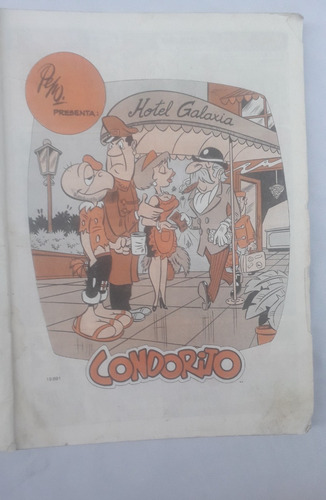 Pepo.
PRESENTA:
Hotel Galaxia
CONDORITO